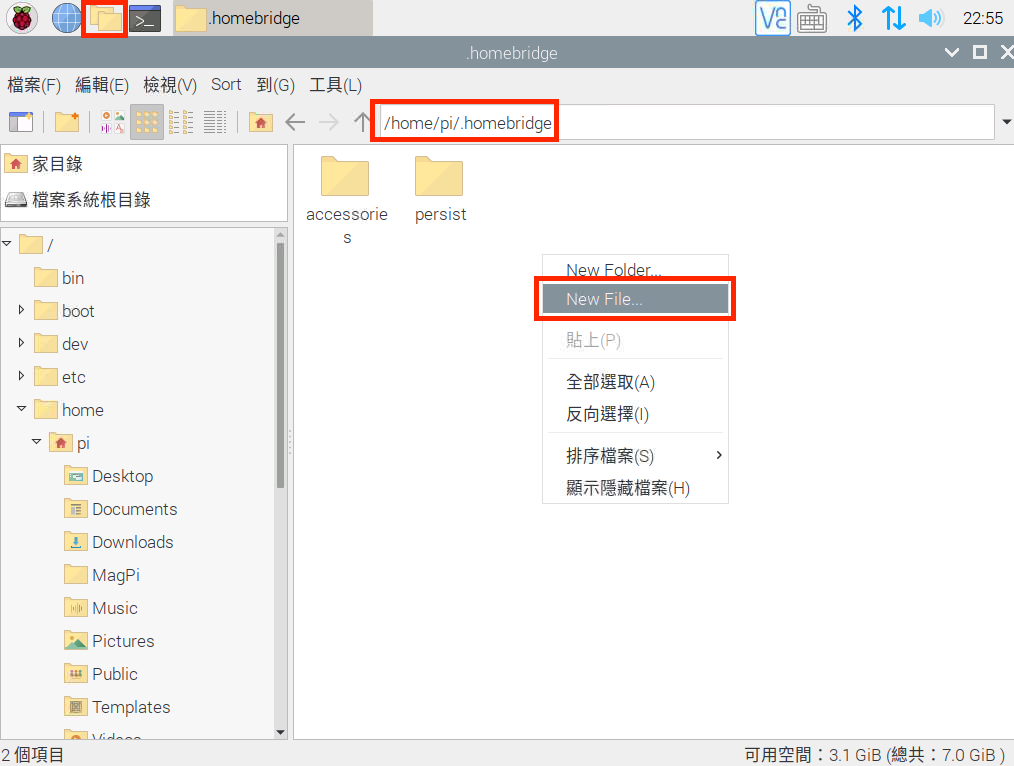 .homebridge
22:55
.homebridge
檔案(F) 編輯(E) 檢視(V) Sort 到(G) 工具(L)
/home/pi/.homebridge
家目錄
檔案系統根目錄
/
bin
boot
dev
etc
home
pi
Desktop
Documents
Downloads
MagPi
Music
Pictures
Public
Templates
Videos
accessorie
s
persist
New Folder...
New File...
貼上(P)
全部選取(A)
反向選擇(I)
排序檔案(S)
顯示隱藏檔案(H)
2 個項目
可用空間：3.1 GiB (總共：7.0 GiB )